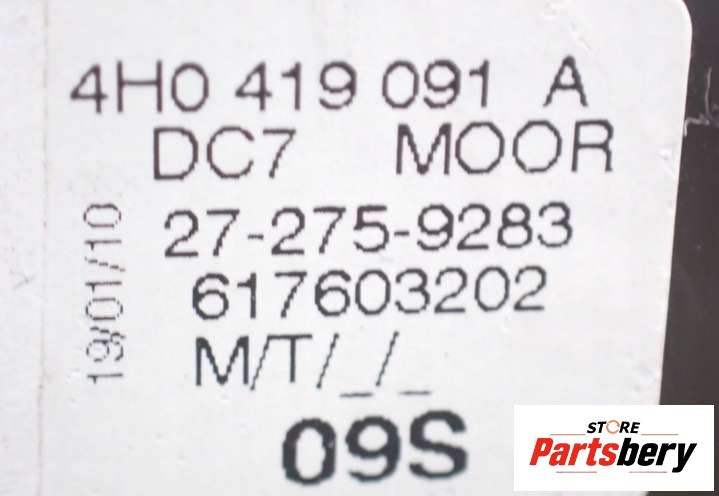 4H0 419 091 A
DC7 MOOR
19/01/10
27-275-9283
617603202
M/T/_/_
09S
STORE
Partsbery